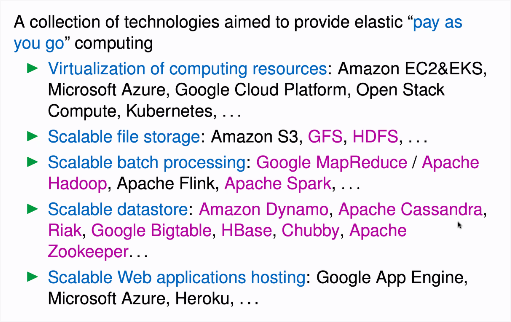 A collection of technologies aimed to provide elastic “pay as
you go” computing
Virtualization of computing resources: Amazon EC2&EKS,
Microsoft Azure, Google Cloud Platform, Open Stack
Compute, Kubernetes, ...
Scalable file storage: Amazon S3, GFS, HDFS, ...
Scalable batch processing: Google MapReduce / Apache
Hadoop, Apache Flink, Apache Spark, ...
Scalable datastore: Amazon Dynamo, Apache Cassandra,
Riak, Google Bigtable, HBase, Chubby, Apache
Zookeeper...
Scalable Web applications hosting: Google App Engine,
Microsoft Azure, Heroku, ...